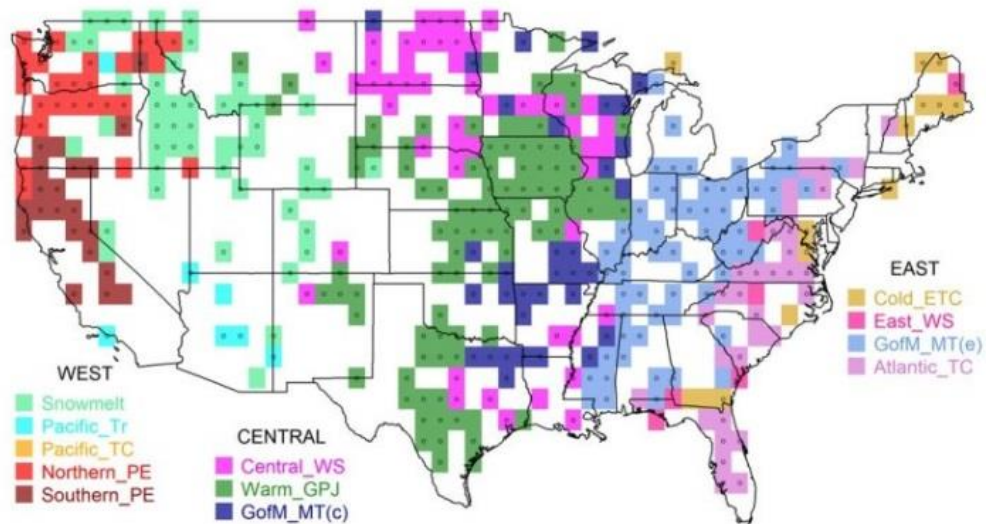 WEST
Snowmelt
Pacific_Tr
Pacific_TC
Northern_PE
Southern_PE
CENTRAL
Central_WS
Warm_GPJ
GofM_MT(c)
EAST
Cold_ETC
East_WS
GofM_MT(e)
Atlantic_TC